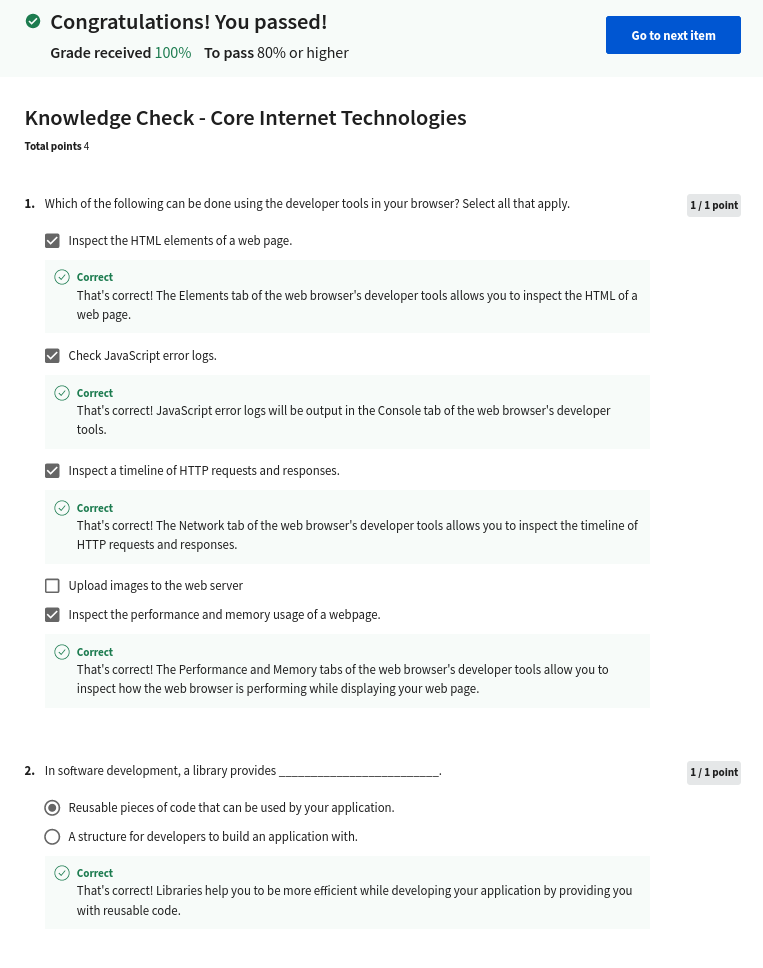 Congratulations! You passed!
Grade received 100% To pass 80% or higher
Go to next item
Knowledge Check - Core Internet Technologies
Total points 4
1. Which of the following can be done using the developer tools in your browser? Select all that apply.
1 / 1 point
Inspect the HTML elements of a web page.
Correct
That's correct! The Elements tab of the web browser's developer tools allows you to inspect the HTML of a
web page.
Check JavaScript error logs.
Correct
That's correct! JavaScript error logs will be output in the Console tab of the web browser's developer
tools.
Inspect a timeline of HTTP requests and responses.
Correct
That's correct! The Network tab of the web browser's developer tools allows you to inspect the timeline of
HTTP requests and responses.
Upload images to the web server
Inspect the performance and memory usage of a webpage.
Correct
That's correct! The Performance and Memory tabs of the web browser's developer tools allow you to
inspect how the web browser is performing while displaying your web page.
2. In software development, a library provides _________________________.
1 / 1 point
Reusable pieces of code that can be used by your application.
A structure for developers to build an application with.
Correct
That's correct! Libraries help you to be more efficient while developing your application by providing you
with reusable code.